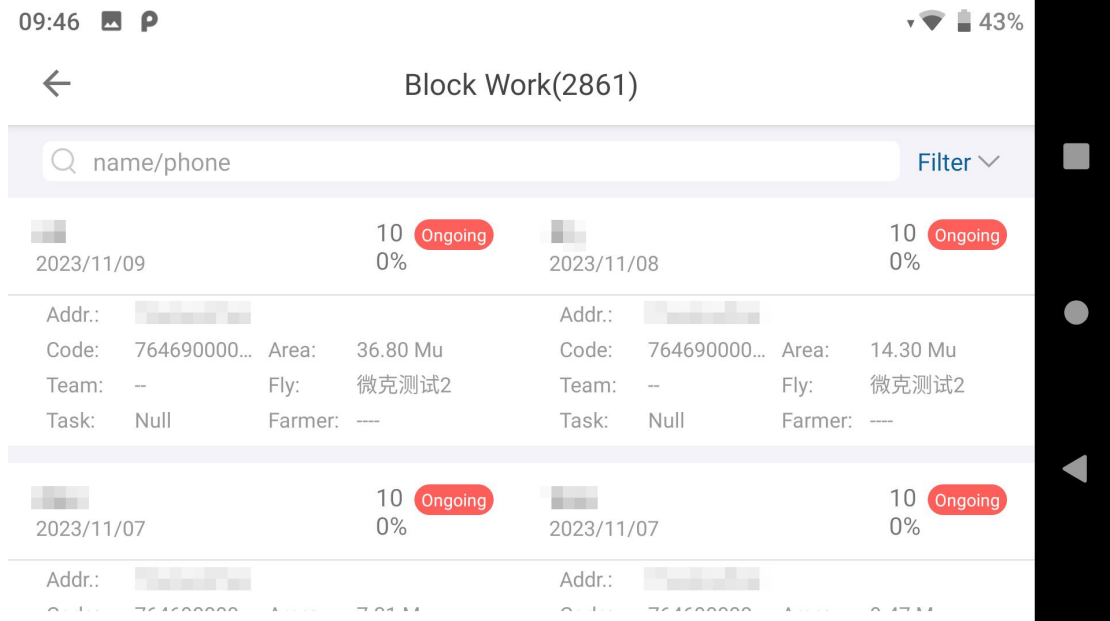 09:46 43%
Block Work(2861)
name/phone Filter
10 Ongoing
2023/11/09 0%
Addr.:
Code: 764690000... Area: 36.80 Mu
Team: -- Fly: 微克测试2
Task: Null Farmer: ----
10 Ongoing
2023/11/08 0%
Addr.:
Code: 764690000... Area: 14.30 Mu
Team: -- Fly: 微克测试2
Task: Null Farmer: ----
10 Ongoing
2023/11/07 0%
Addr.:
10 Ongoing
2023/11/07 0%
Addr.: